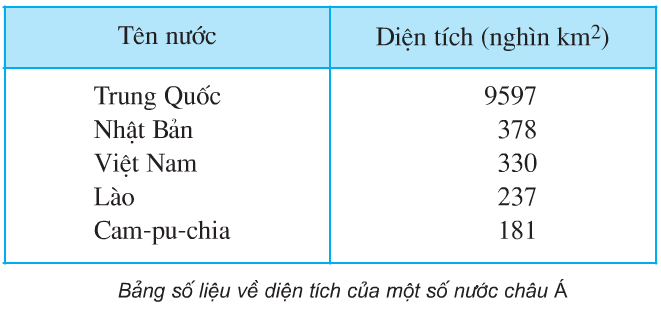 Tên nước Diện tích (nghìn km²)
Trung Quốc 9597
Nhật Bản 378
Việt Nam 330
Lào 237
Cam-pu-chia 181
Bảng số liệu về diện tích của một số nước châu Á